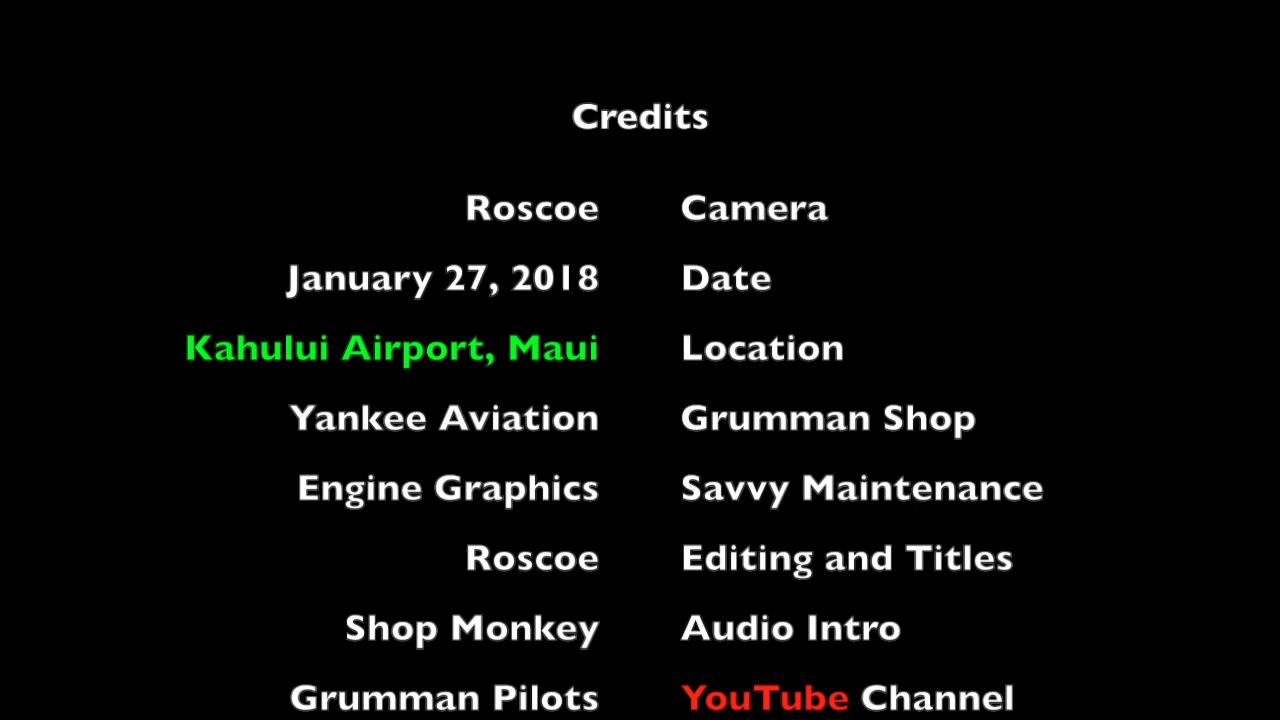 Credits
Roscoe Camera
January 27, 2018 Date
Kahului Airport, Maui Location
Yankee Aviation Grumman Shop
Engine Graphics Savvy Maintenance
Roscoe Editing and Titles
Shop Monkey Audio Intro
Grumman Pilots YouTube Channel